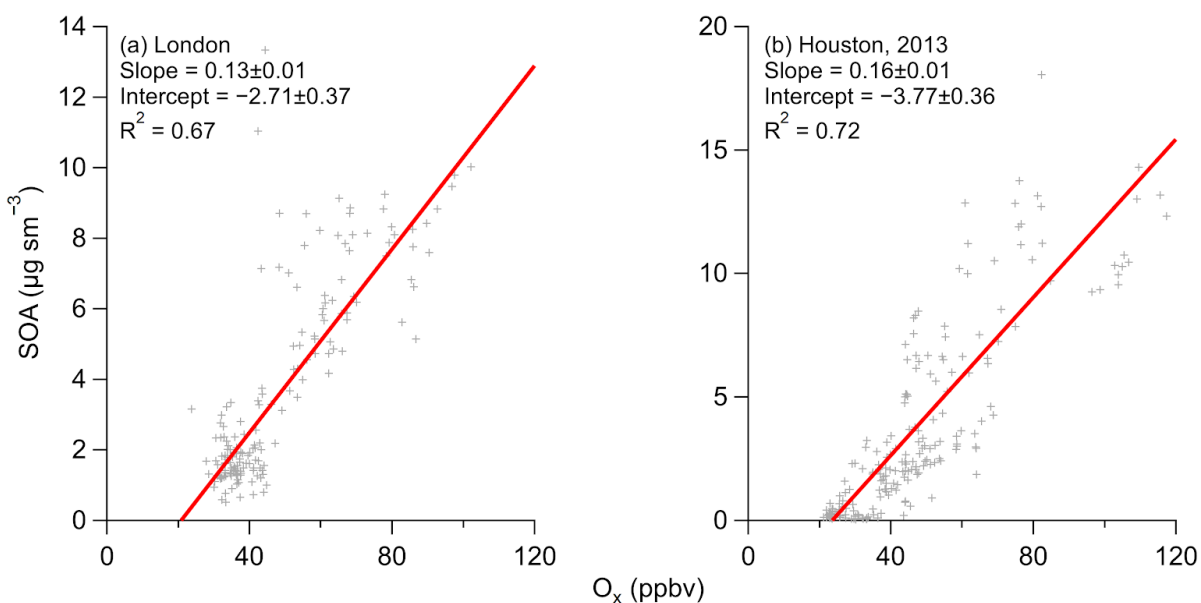 (a) London
Slope = 0.13±0.01
Intercept = −2.71±0.37
R² = 0.67
14
12
10
8
6
4
2
0
SOA (µg sm⁻³)
0
40
80
120
(b) Houston, 2013
Slope = 0.16±0.01
Intercept = −3.77±0.36
R² = 0.72
20
15
10
5
0
0
40
80
120
Oₓ (ppbv)